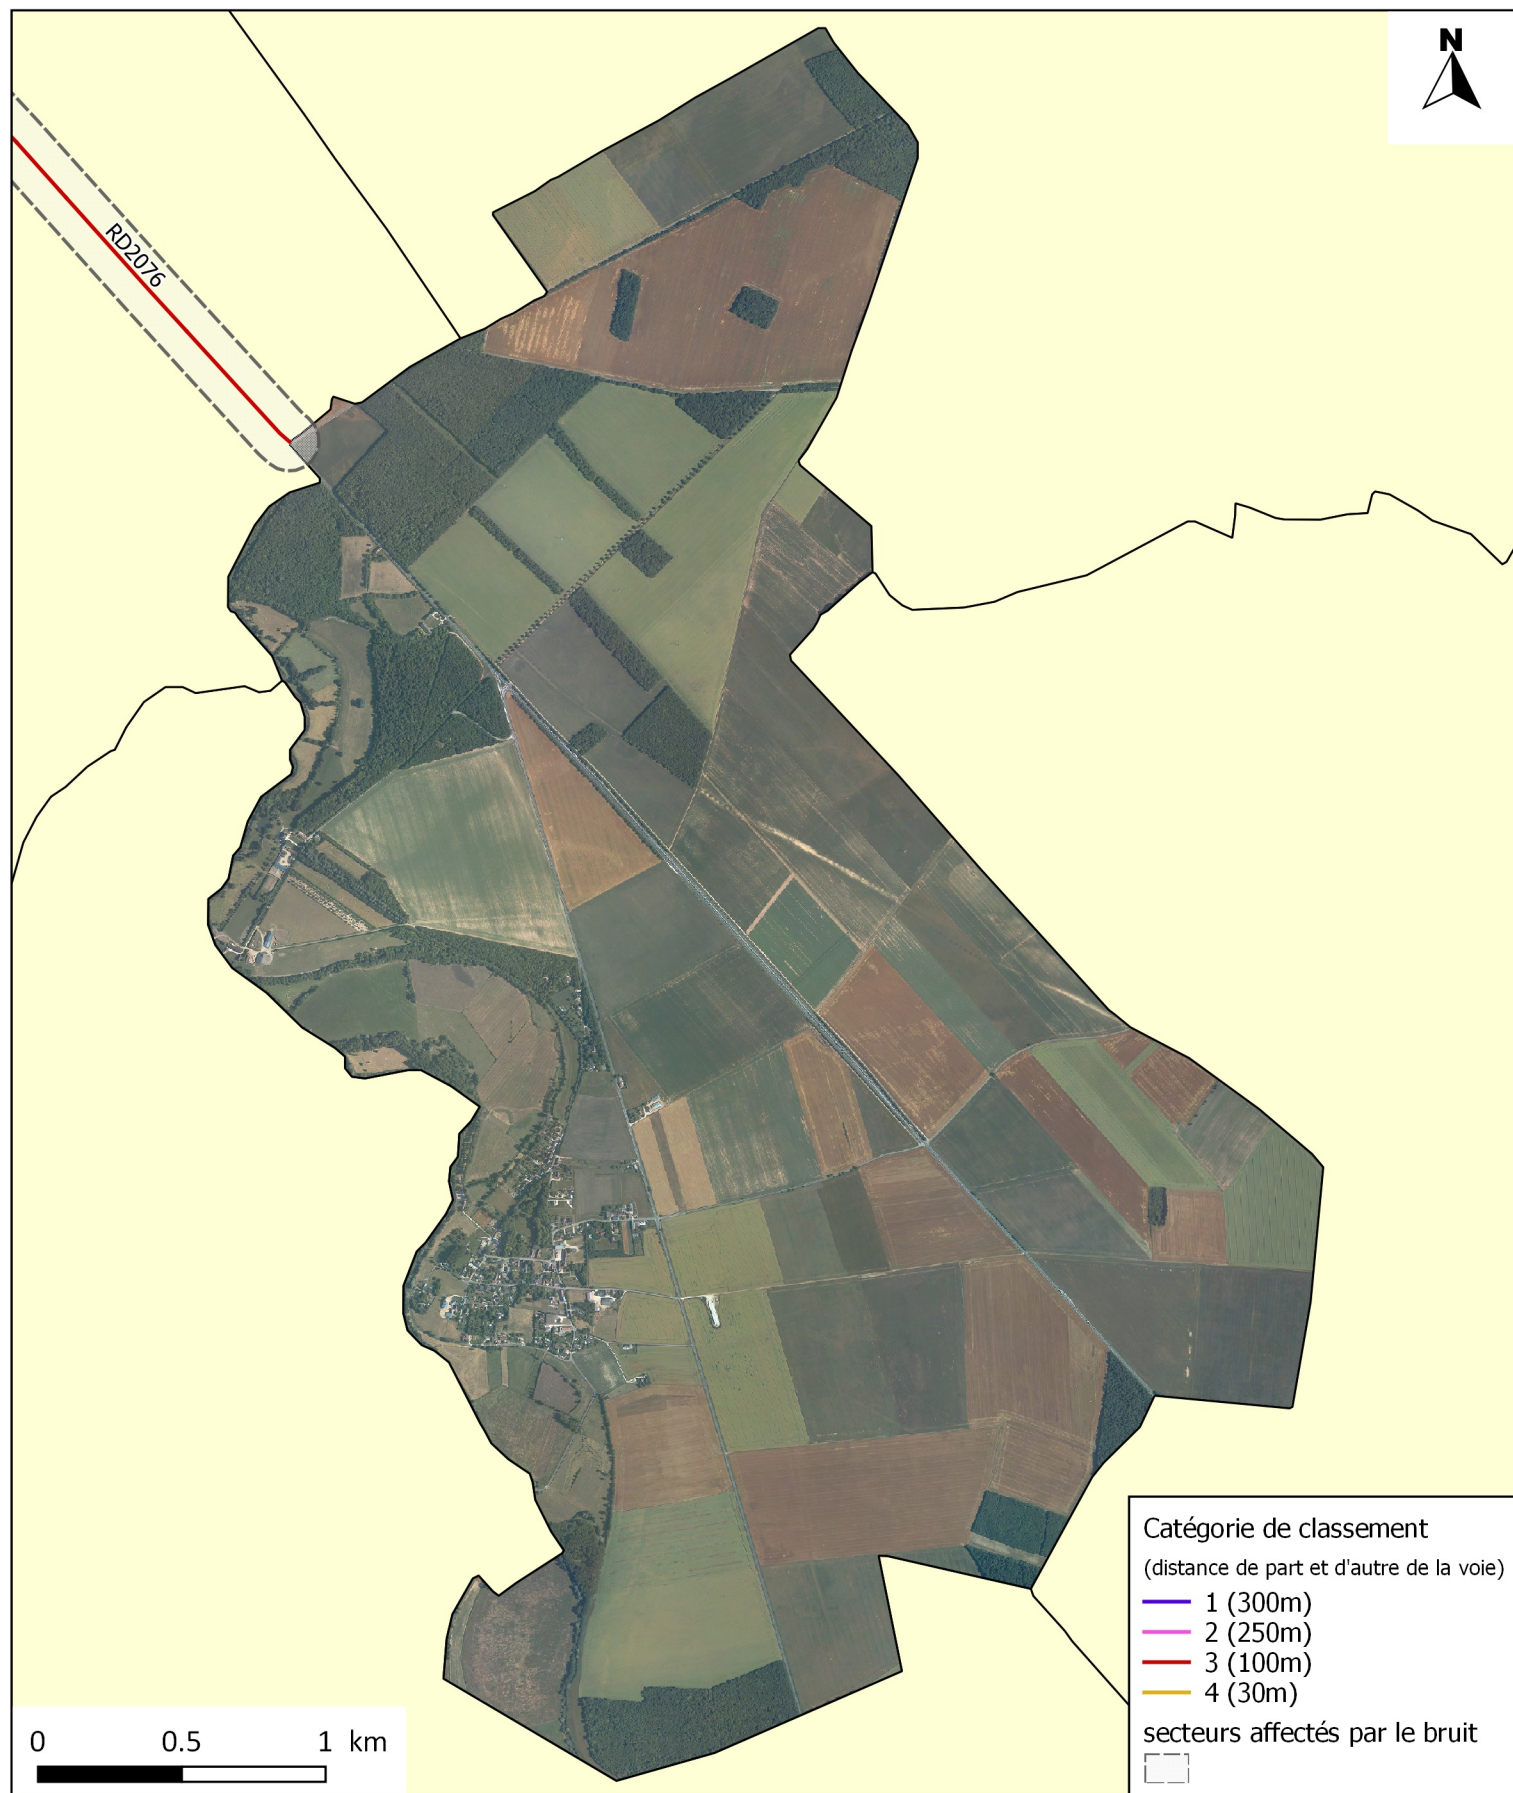 N
RD2076
Catégorie de classement
(distance de part et d'autre de la voie)
1 (300m)
2 (250m)
3 (100m)
4 (30m)
secteurs affectés par le bruit
0 0.5 1 km